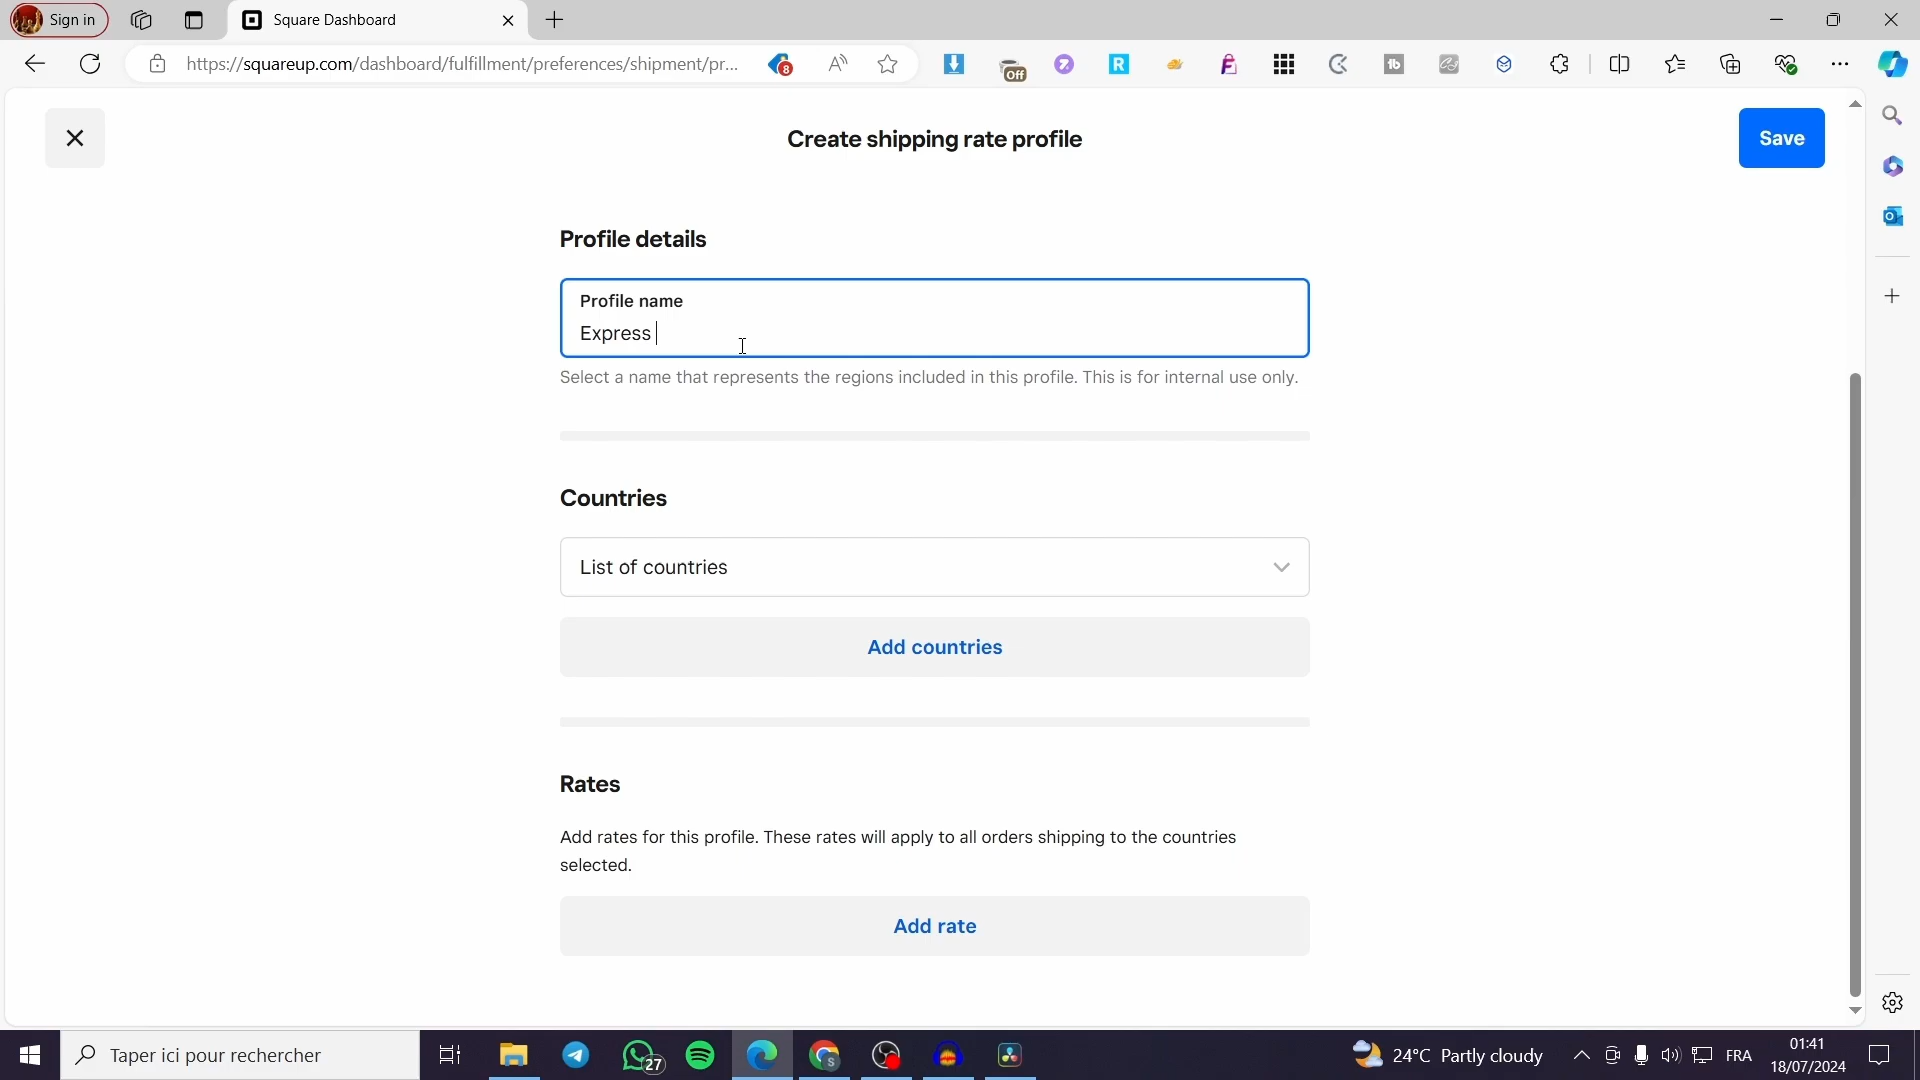 Sign in
Square Dashboard
https://squareup.com/dashboard/fulfillment/preferences/shipment/pr...
8
Off
R
tb
Create shipping rate profile
Save
Profile details
Profile name
Express
Select a name that represents the regions included in this profile. This is for internal use only.
Countries
List of countries
Add countries
Rates
Add rates for this profile. These rates will apply to all orders shipping to the countries
selected.
Add rate
Taper ici pour rechercher
27
24°C Partly cloudy
FRA
01:41
18/07/2024